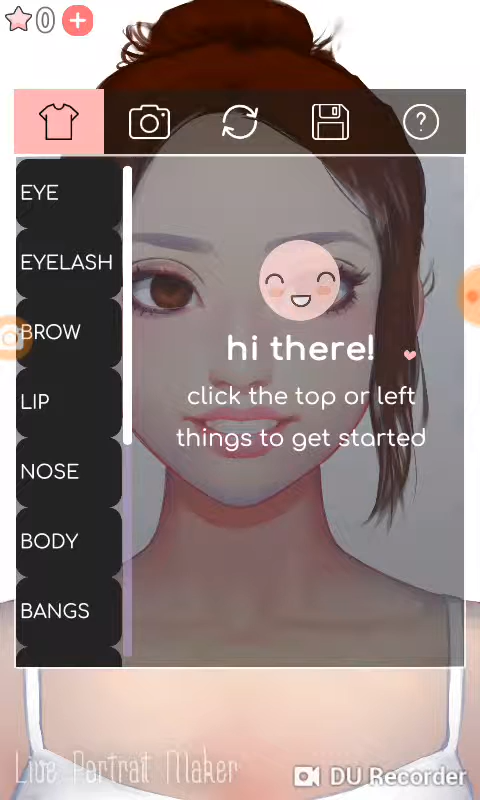 0
EYE
EYELASH
BROW
LIP
NOSE
BODY
BANGS
hi there!
click the top or left
things to get started
Live Portrait Maker
DU Recorder